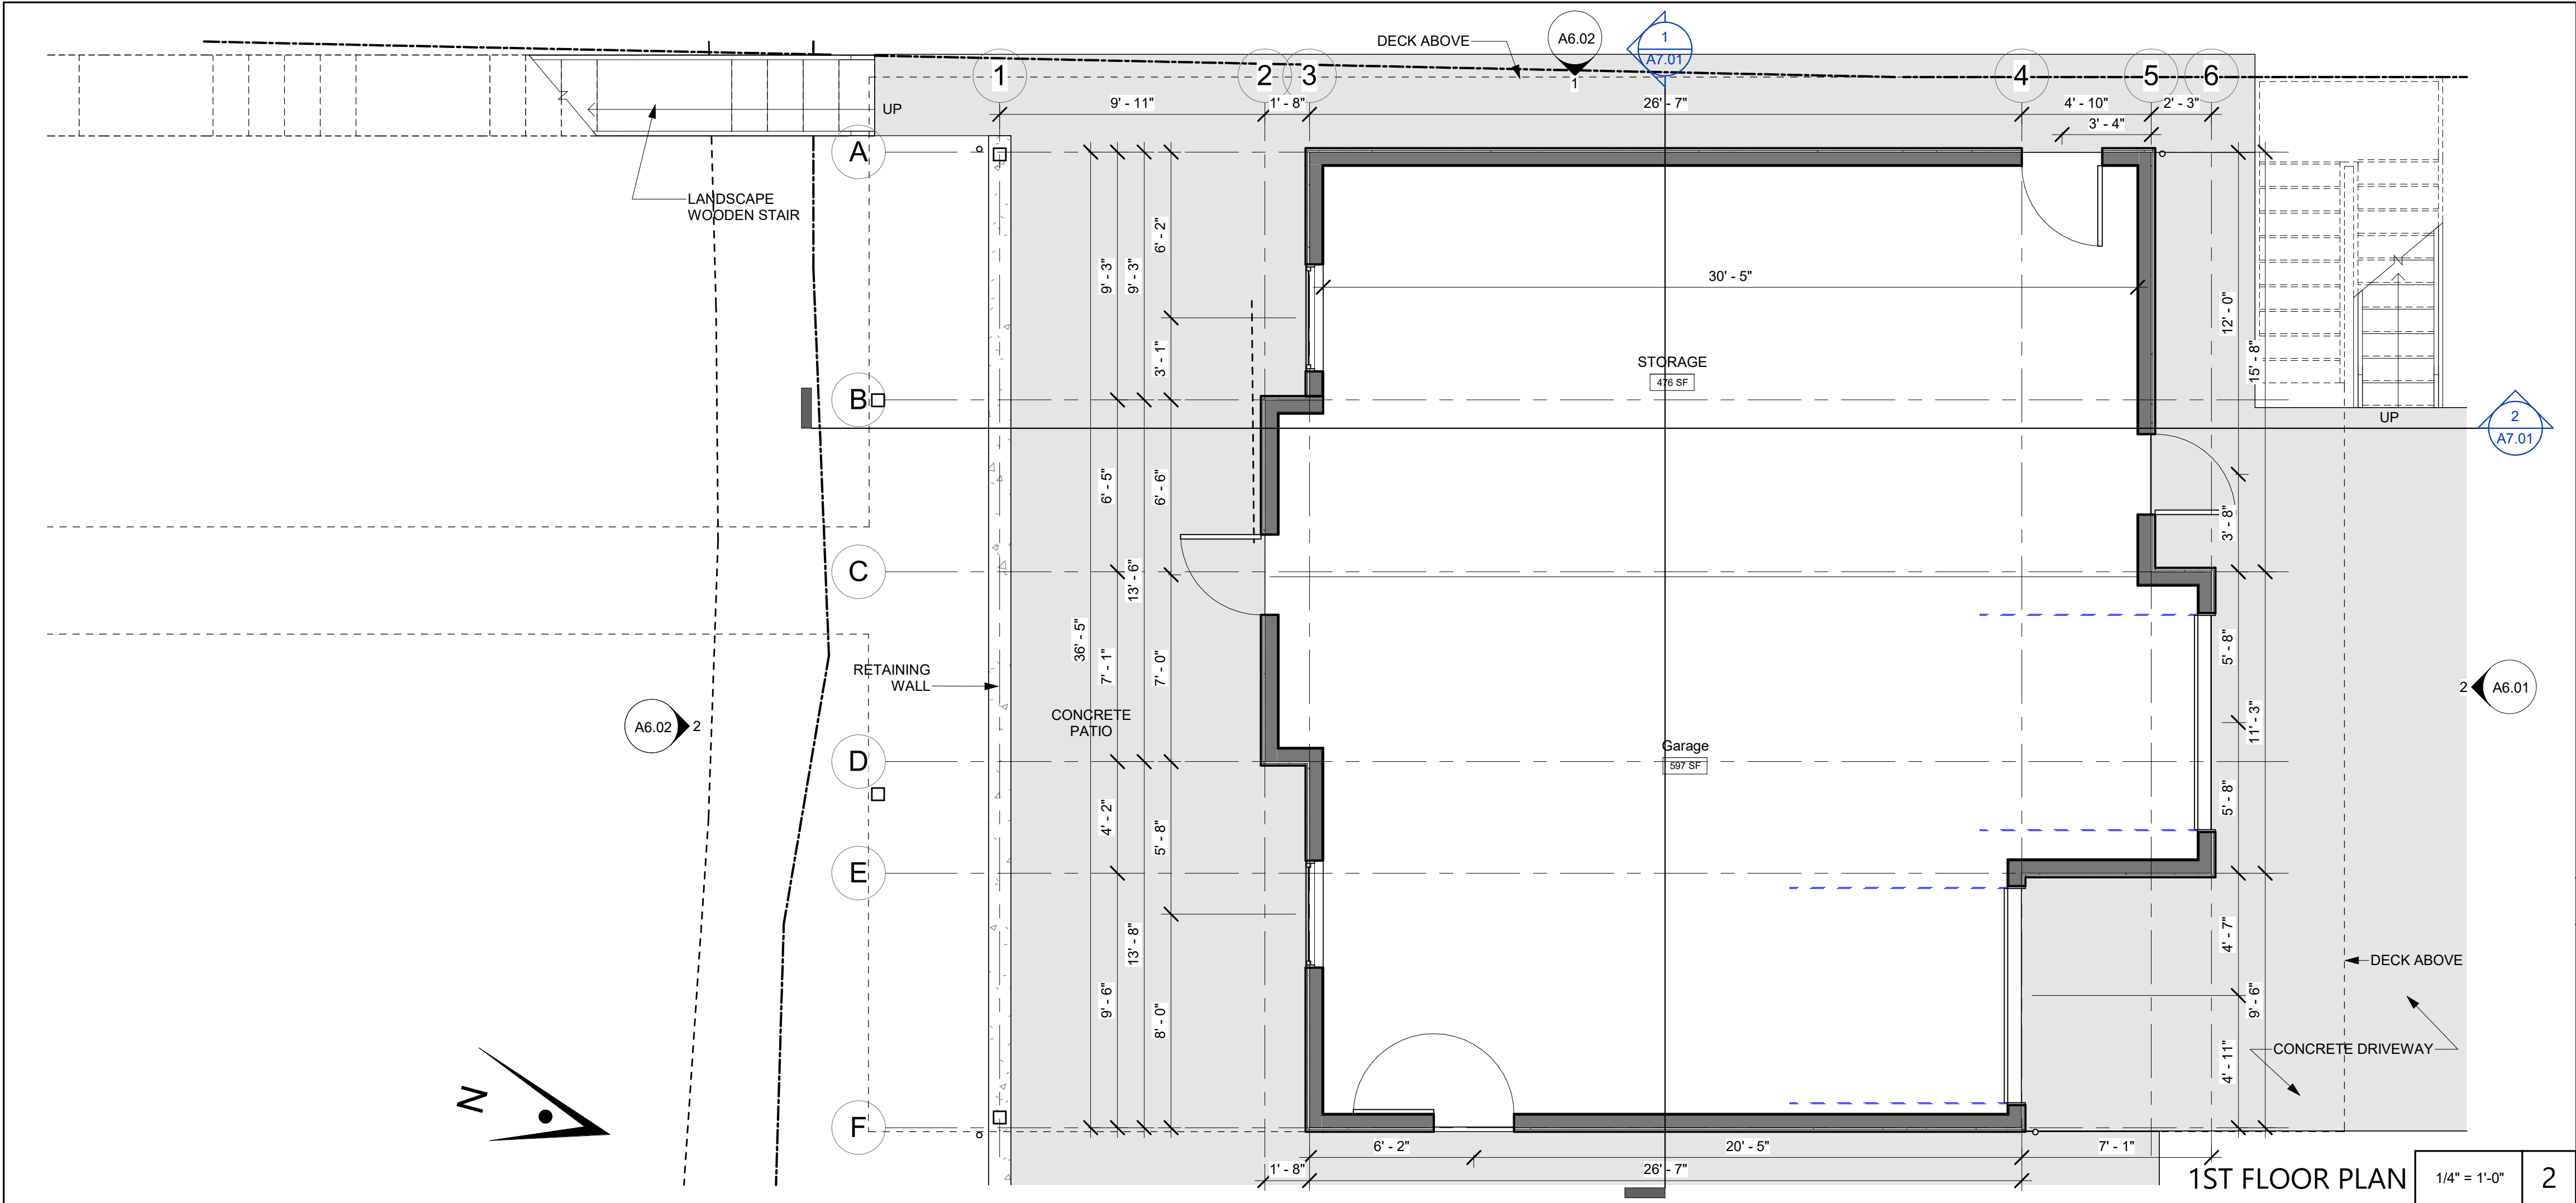 DECK ABOVE
A6.02
1
1
A7.01
1
2
3
4
5
6
9' - 11"
1' - 8"
26' - 7"
4' - 10"
2' - 3"
3' - 4"
UP
A
LANDSCAPE
WOODEN STAIR
6' - 2"
9' - 3"
9' - 3"
30' - 5"
12' - 0"
15' - 8"
3' - 1"
STORAGE
476 SF
B
UP
2
A7.01
6' - 5"
6' - 6"
3' - 8"
C
13' - 6"
36' - 5"
7' - 1"
7' - 0"
5' - 8"
RETAINING
WALL
A6.02
2
2
A6.01
CONCRETE
PATIO
11' - 3"
Garage
597 SF
D
4' - 2"
5' - 8"
5' - 8"
E
13' - 8"
4' - 7"
DECK ABOVE
9' - 6"
9' - 6"
8' - 0"
4' - 11"
CONCRETE DRIVEWAY
N
F
6' - 2"
20' - 5"
7' - 1"
1' - 8"
26' - 7"
1ST FLOOR PLAN
1/4" = 1'-0"
2